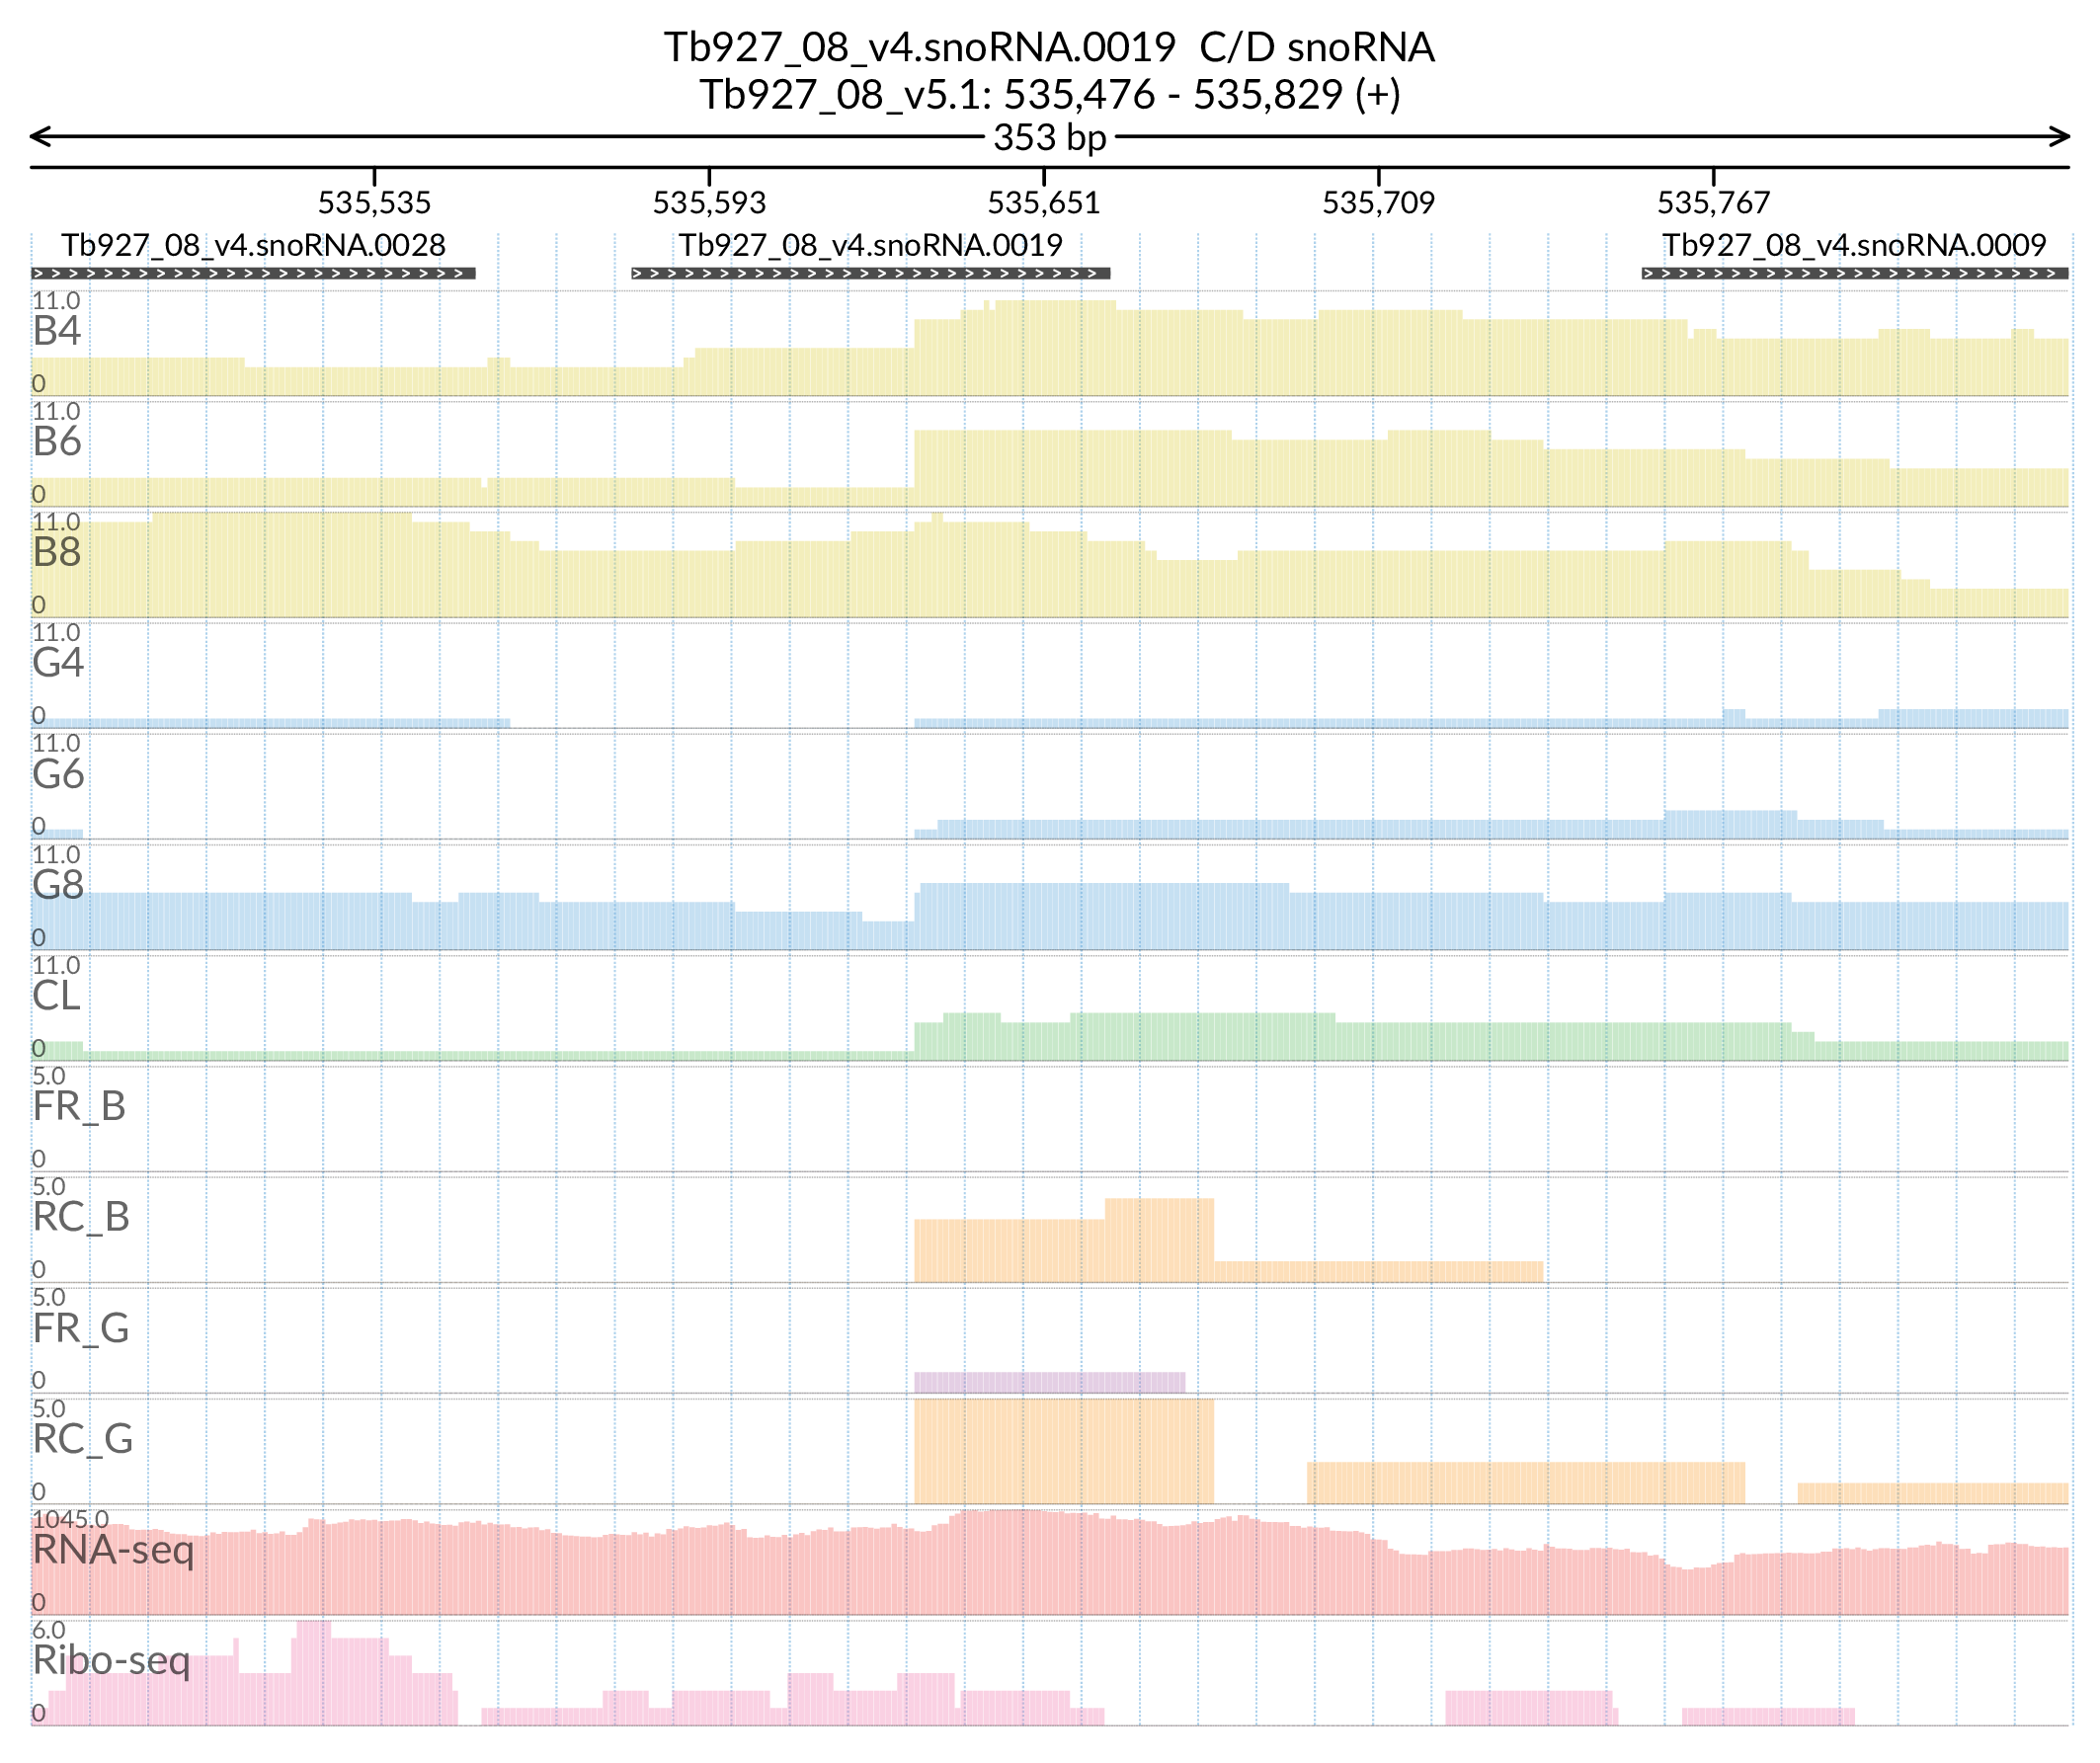 Tb927_08_v4.snoRNA.0019 C/D snoRNA
Tb927_08_v5.1: 535,476 - 535,829 (+)
353 bp
535,535 535,593 535,651 535,709 535,767
Tb927_08_v4.snoRNA.0028 Tb927_08_v4.snoRNA.0019 Tb927_08_v4.snoRNA.0009
11.0
B4
0
11.0
B6
0
11.0
B8
0
11.0
G4
0
11.0
G6
0
11.0
G8
0
11.0
CL
0
5.0
FR_B
0
5.0
RC_B
0
5.0
FR_G
0
5.0
RC_G
0
1045.0
RNA-seq
0
6.0
Ribo-seq
0